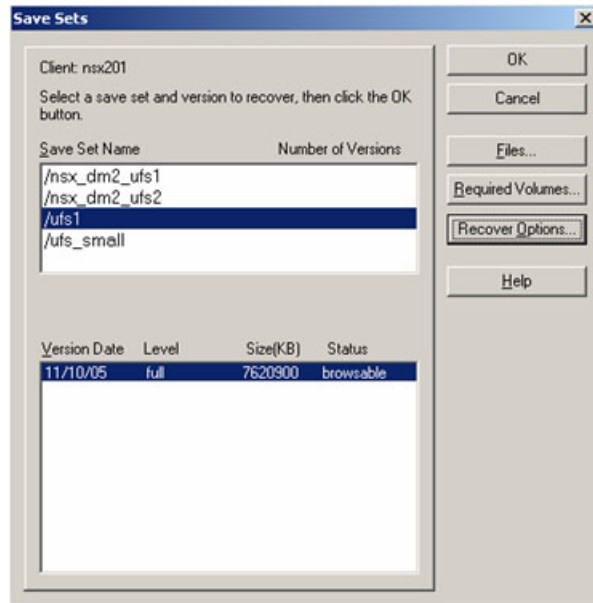 Save Sets
Client: nsx201
Select a save set and version to recover, then click the OK
button.
Save Set Name Number of Versions
/nsx_dm2_ufs1
/nsx_dm2_ufs2
/ufs1
/ufs_small
Version Date Level Size(KB) Status
11/10/05 full 7620900 browsable
OK
Cancel
Files...
Required Volumes...
Recover Options...
Help